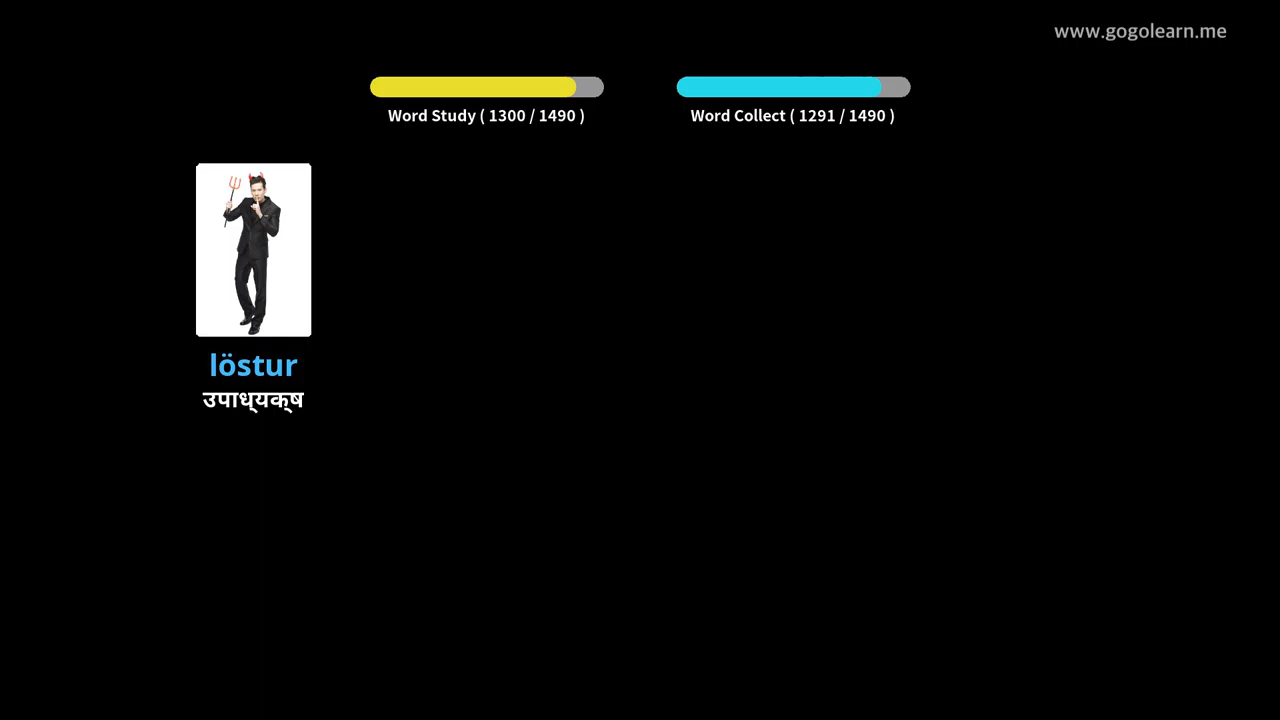 www.gogolearn.me
Word Study ( 1300 / 1490 )
Word Collect ( 1291 / 1490 )
löstur
उपाध्यक्ष